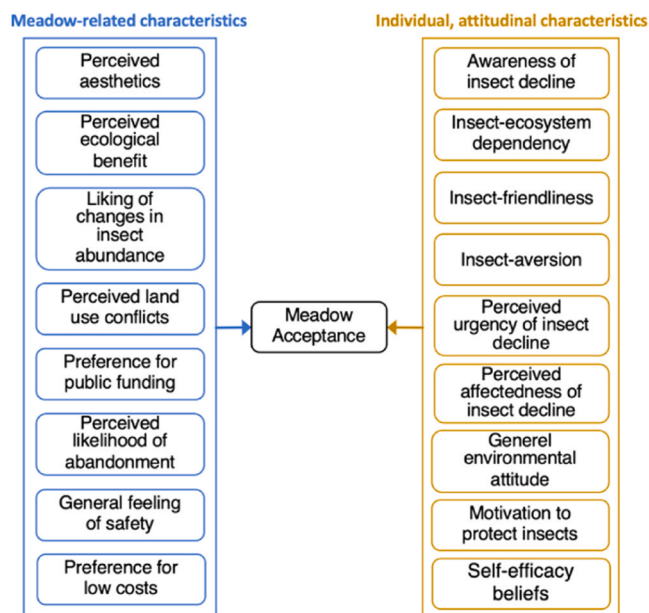 Meadow-related characteristics
Perceived
aesthetics
Perceived
ecological
benefit
Liking of
changes in
insect
abundance
Perceived land
use conflicts
Preference for
public funding
Perceived
likelihood of
abandonment
General feeling
of safety
Preference for
low costs
Meadow
Acceptance
Individual, attitudinal characteristics
Awareness of
insect decline
Insect-ecosystem
dependency
Insect-friendliness
Insect-aversion
Perceived
urgency of insect
decline
Perceived
affectedness of
insect decline
Generel
environmental
attitude
Motivation to
protect insects
Self-efficacy
beliefs